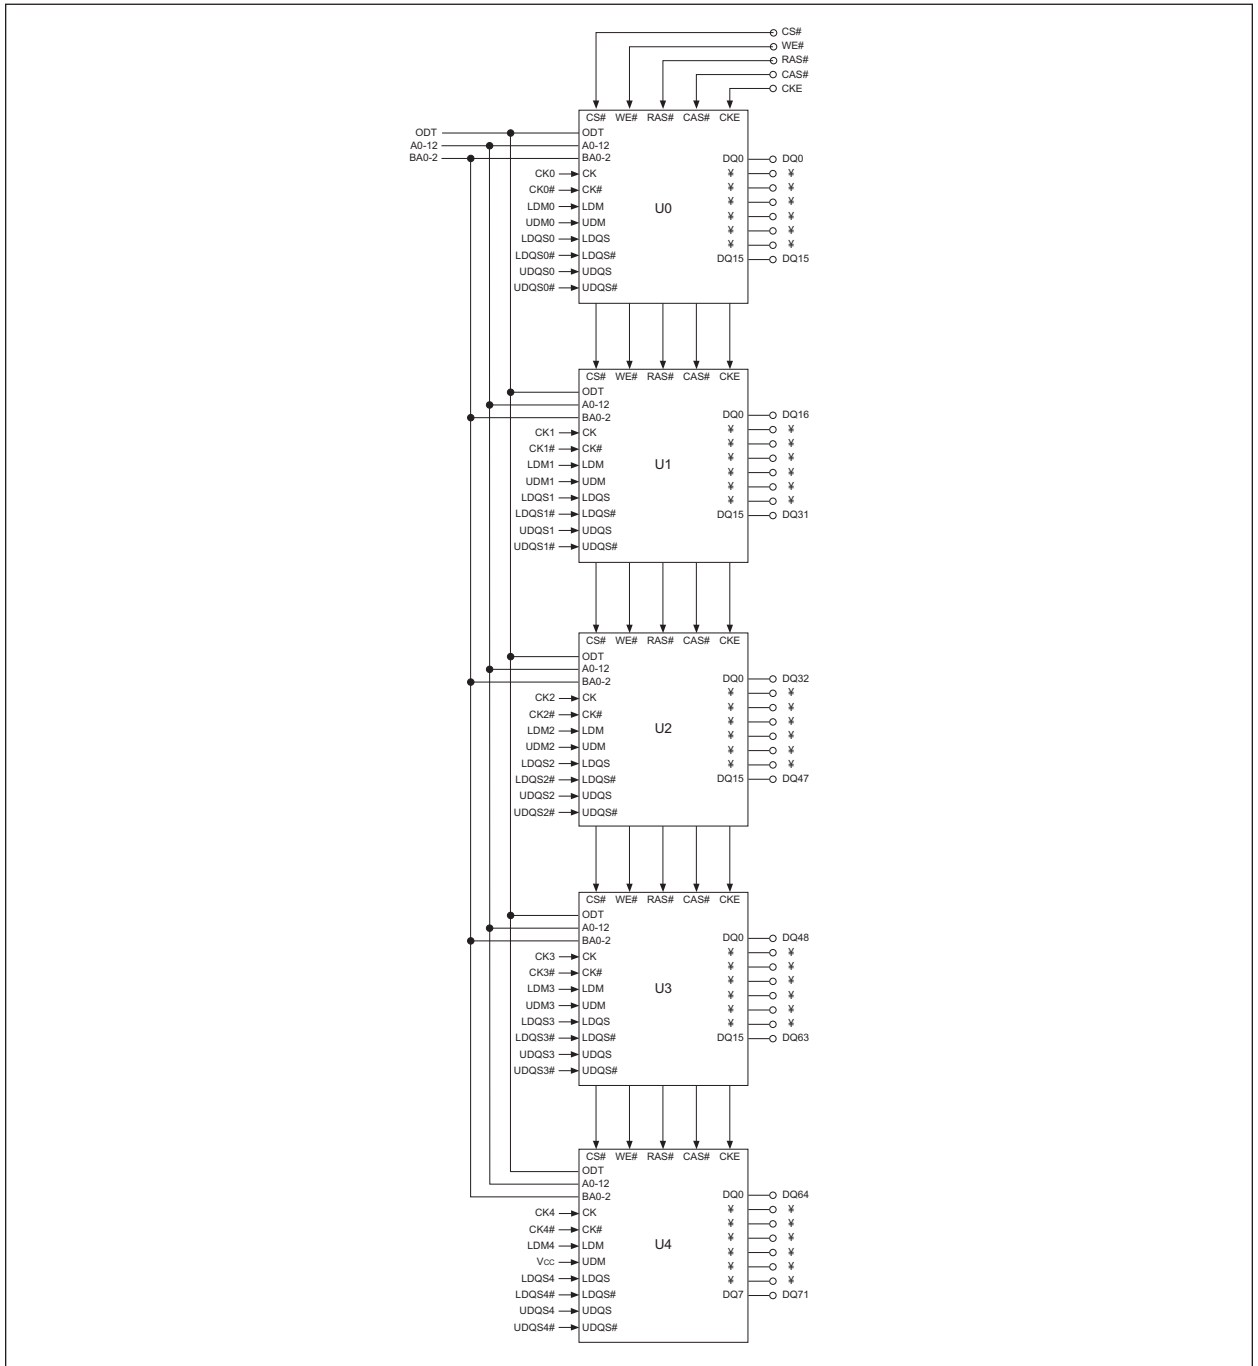 CS#
WE#
RAS#
CAS#
CKE
CS# WE# RAS# CAS# CKE
ODT ODT
A0-12 A0-12
BA0-2 BA0-2 DQ0 DQ0
CK0 CK ¥ ¥
CK0# CK# ¥ ¥
LDM0 LDM U0 ¥ ¥
UDM0 UDM ¥ ¥
LDQS0 LDQS ¥ ¥
LDQS0# LDQS# ¥ ¥
UDQS0 UDQS DQ15 DQ15
UDQS0# UDQS#
CS# WE# RAS# CAS# CKE
ODT
A0-12
BA0-2 DQ0 DQ16
CK1 CK ¥ ¥
CK1# CK# ¥ ¥
LDM1 LDM U1 ¥ ¥
UDM1 UDM ¥ ¥
LDQS1 LDQS ¥ ¥
LDQS1# LDQS# ¥ ¥
UDQS1 UDQS DQ15 DQ31
UDQS1# UDQS#
CS# WE# RAS# CAS# CKE
ODT
A0-12
BA0-2 DQ0 DQ32
CK2 CK ¥ ¥
CK2# CK# ¥ ¥
LDM2 LDM U2 ¥ ¥
UDM2 UDM ¥ ¥
LDQS2 LDQS ¥ ¥
LDQS2# LDQS# ¥ ¥
UDQS2 UDQS DQ15 DQ47
UDQS2# UDQS#
CS# WE# RAS# CAS# CKE
ODT
A0-12
BA0-2 DQ0 DQ48
CK3 CK ¥ ¥
CK3# CK# ¥ ¥
LDM3 LDM U3 ¥ ¥
UDM3 UDM ¥ ¥
LDQS3 LDQS ¥ ¥
LDQS3# LDQS# ¥ ¥
UDQS3 UDQS DQ15 DQ63
UDQS3# UDQS#
CS# WE# RAS# CAS# CKE
ODT
A0-12
BA0-2 DQ0 DQ64
CK4 CK ¥ ¥
CK4# CK# ¥ ¥
LDM4 LDM U4 ¥ ¥
Vcc UDM ¥ ¥
LDQS4 LDQS ¥ ¥
LDQS4# LDQS# ¥ ¥
UDQS4 UDQS DQ7 DQ71
UDQS4# UDQS#